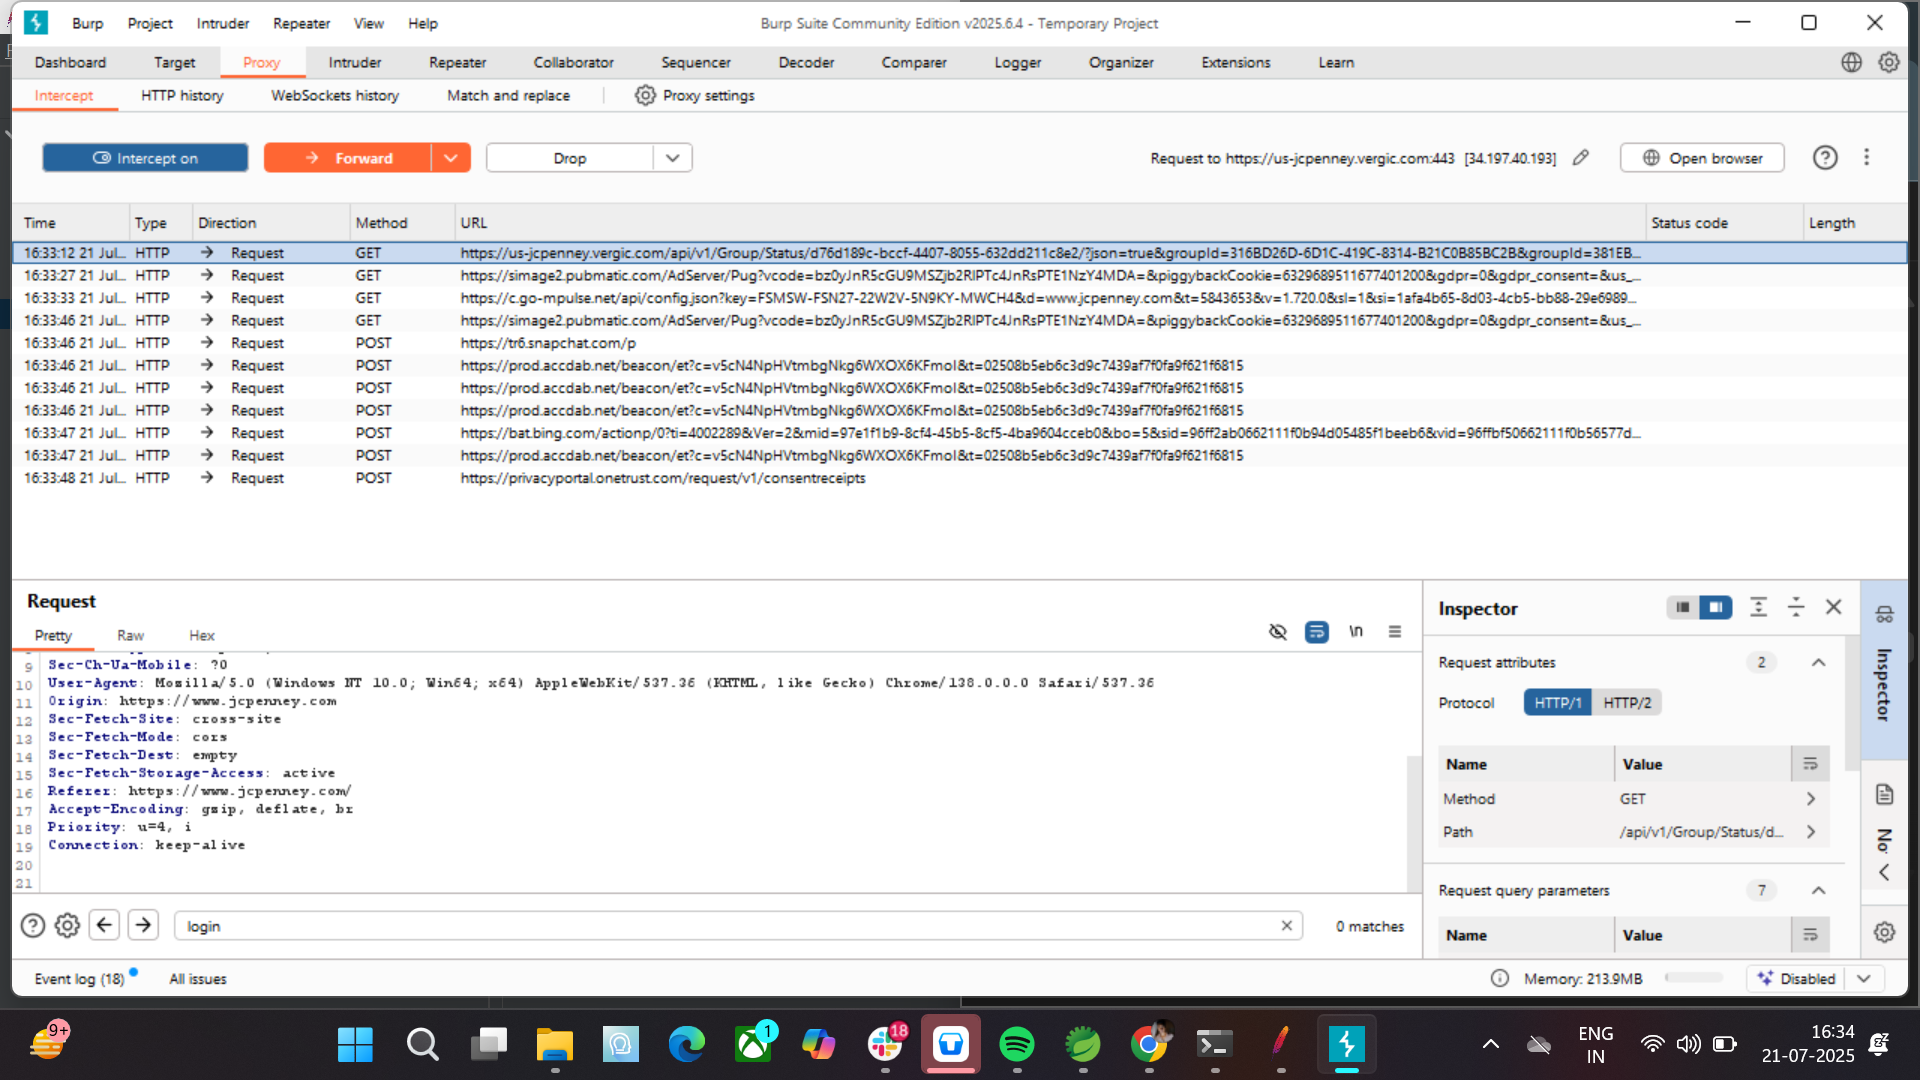 Burp Project Intruder Repeater View Help Burp Suite Community Edition v2025.6.4 - Temporary Project
Dashboard Target Proxy Intruder Repeater Collaborator Sequencer Decoder Comparer Logger Organizer Extensions Learn
Intercept HTTP history WebSockets history Match and replace Proxy settings
Intercept on Forward Drop Request to https://us-jcpenney.vergic.com:443 [34.197.40.193] Open browser
Time Type Direction Method URL Status code Length
16:33:12 21 Jul... HTTP → Request GET https://us-jcpenney.vergic.com/api/v1/Group/Status/d76d189c-bccf-4407-8055-632dd211c8e2/?json=true&groupId=316BD26D-6D1C-419C-8314-B21C0B85BC2B&groupId=381EB...
16:33:27 21 Jul... HTTP → Request GET https://simage2.pubmatic.com/AdServer/Pug?vcode=bz0yJnR5cGU9MSZjb2RlPTc4JnRsPTE1NzY4MDA=&piggybackCookie=6329689511677401200&gdpr=0&gdpr_consent=&us_...
16:33:33 21 Jul... HTTP → Request GET https://c.go-mpulse.net/api/config.json?key=FSMSW-FSN27-22W2V-5N9KY-MWCH4&d=www.jcpenney.com&t=5843653&v=1.720.0&sl=1&si=1afa4b65-8d03-4cb5-bb88-29e6989...
16:33:46 21 Jul... HTTP → Request GET https://simage2.pubmatic.com/AdServer/Pug?vcode=bz0yJnR5cGU9MSZjb2RlPTc4JnRsPTE1NzY4MDA=&piggybackCookie=6329689511677401200&gdpr=0&gdpr_consent=&us_...
16:33:46 21 Jul... HTTP → Request POST https://tr6.snapchat.com/p
16:33:46 21 Jul... HTTP → Request POST https://prod.accdab.net/beacon/et?c=v5cN4NpHVtmbgNkg6WXOX6KFmoI&t=02508b5eb6c3d9c7439af7f0fa9f621f6815
16:33:46 21 Jul... HTTP → Request POST https://prod.accdab.net/beacon/et?c=v5cN4NpHVtmbgNkg6WXOX6KFmoI&t=02508b5eb6c3d9c7439af7f0fa9f621f6815
16:33:46 21 Jul... HTTP → Request POST https://prod.accdab.net/beacon/et?c=v5cN4NpHVtmbgNkg6WXOX6KFmoI&t=02508b5eb6c3d9c7439af7f0fa9f621f6815
16:33:47 21 Jul... HTTP → Request POST https://bat.bing.com/actionp/0?ti=4002289&Ver=2&mid=97e1f1b9-8cf4-45b5-8cf5-4ba9604cceb0&bo=5&sid=96ff2ab0662111f0b94d05485f1beeb6&vid=96ffbf50662111f0b56577d...
16:33:47 21 Jul... HTTP → Request POST https://prod.accdab.net/beacon/et?c=v5cN4NpHVtmbgNkg6WXOX6KFmoI&t=02508b5eb6c3d9c7439af7f0fa9f621f6815
16:33:48 21 Jul... HTTP → Request POST https://privacyportal.onetrust.com/request/v1/consentreceipts
Request
Pretty Raw Hex \n
9 Sec-Ch-Ua-Mobile: ?0
10 User-Agent: Mozilla/5.0 (Windows NT 10.0; Win64; x64) AppleWebKit/537.36 (KHTML, like Gecko) Chrome/138.0.0.0 Safari/537.36
11 Origin: https://www.jcpenney.com
12 Sec-Fetch-Site: cross-site
13 Sec-Fetch-Mode: cors
14 Sec-Fetch-Dest: empty
15 Sec-Fetch-Storage-Access: active
16 Referer: https://www.jcpenney.com/
17 Accept-Encoding: gzip, deflate, br
18 Priority: u=4, i
19 Connection: keep-alive
20
21
login 0 matches
Inspector
Request attributes 2
Protocol HTTP/1 HTTP/2
Name Value
Method GET
Path /api/v1/Group/Status/d...
Request query parameters 7
Name Value
Inspector
No
Event log (18) All issues Memory: 213.9MB Disabled
9+ 1 18 ENG IN 16:34 21-07-2025